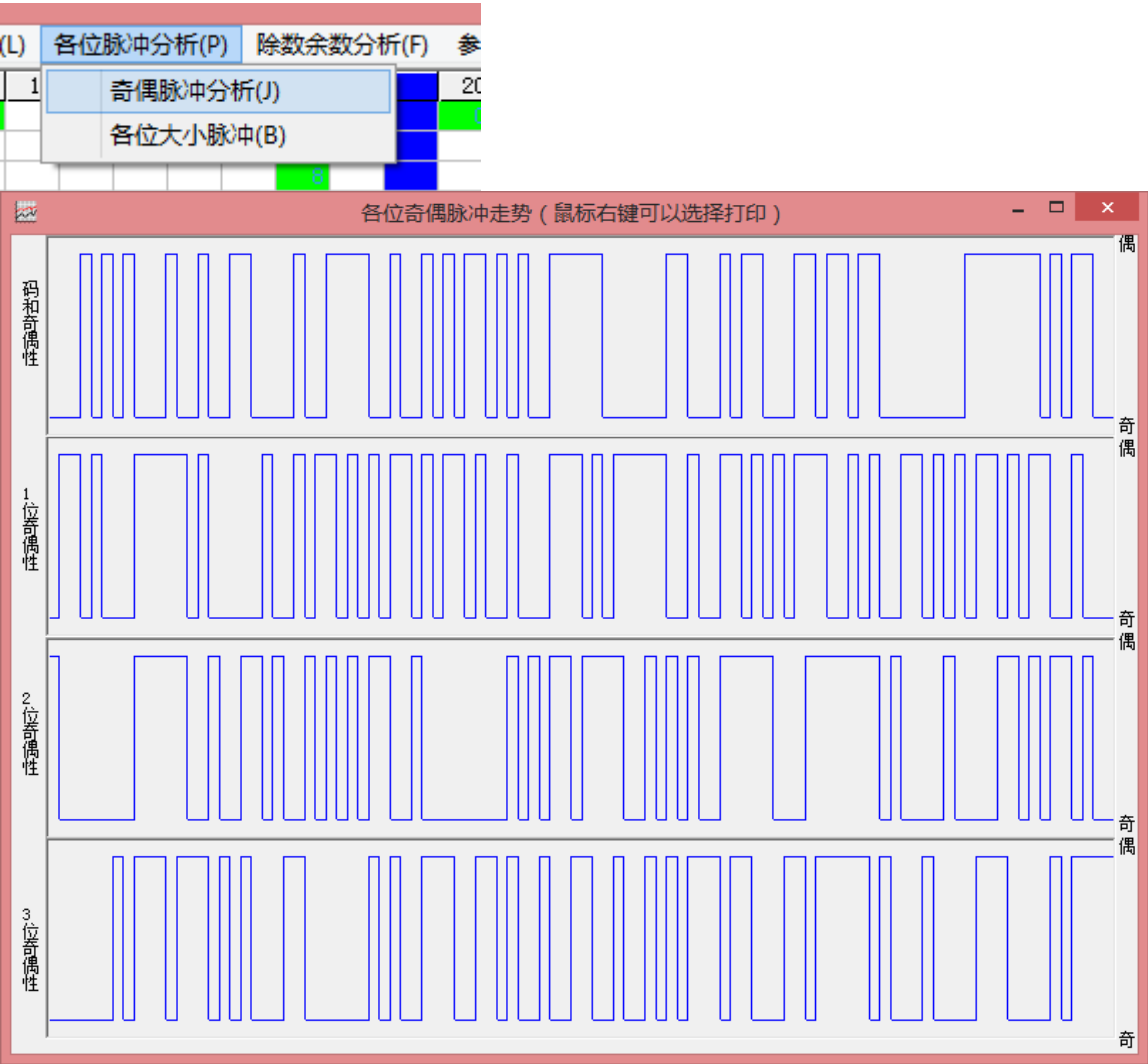 (L) 各位脉冲分析(P) 除数余数分析(F) 参
1 奇偶脉冲分析(J) 20
各位大小脉冲(B)
8
各位奇偶脉冲走势(鼠标右键可以选择打印)
码和奇偶性
偶
奇
1位奇偶性
偶
奇
2位奇偶性
偶
奇
3位奇偶性
偶
奇